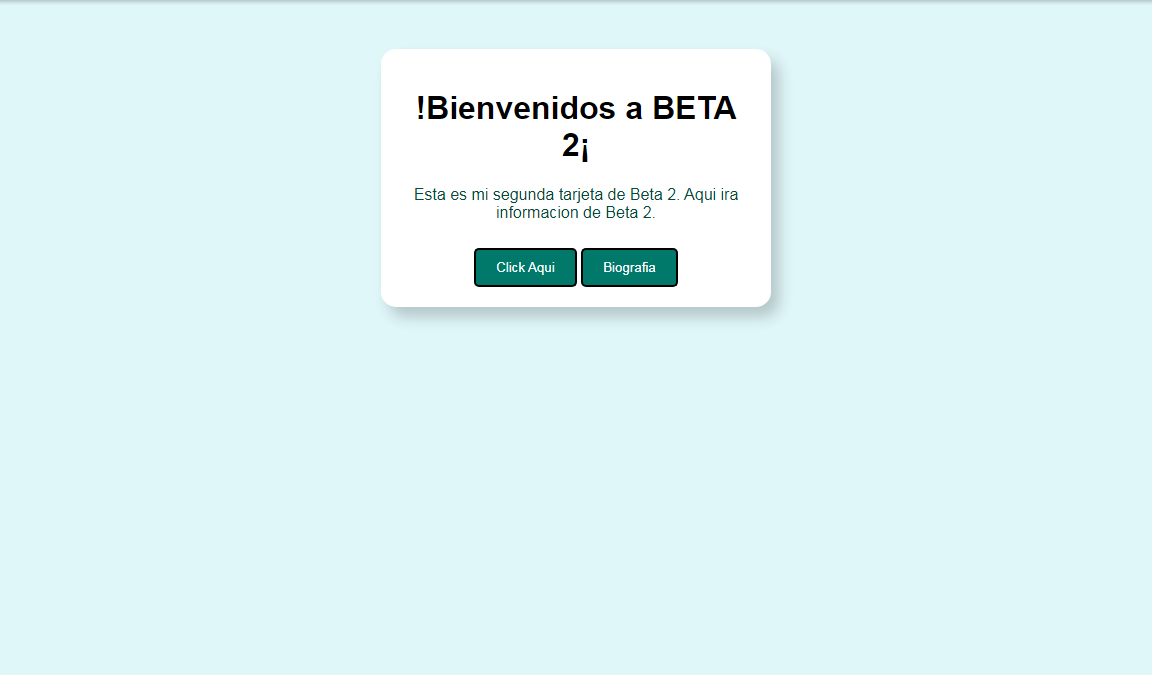 !Bienvenidos a BETA
2¡
Esta es mi segunda tarjeta de Beta 2. Aqui ira
informacion de Beta 2.
Click Aqui Biografia